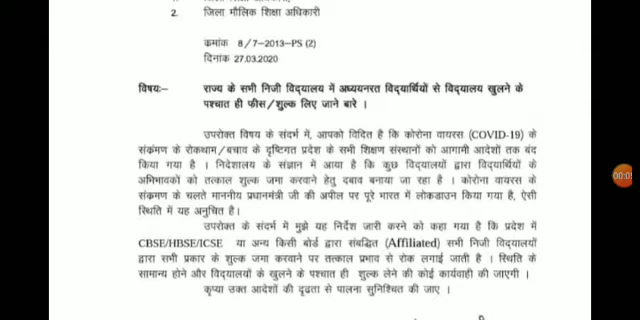 2. जिला मौलिक शिक्षा अधिकारी
क्रमांक 8/7-2013-PS (2)
दिनांक 27.03.2020
विषयः- राज्य के सभी निजी विद्यालय में अध्ययनरत विद्यार्थियों से विद्यालय खुलने के
पश्चात ही फीस/शुल्क लिए जाने बारे ।
उपरोक्त विषय के संदर्भ में, आपको विदित है कि कोरोना वायरस (COVID-19) के
संक्रमण के रोकथाम/बचाव के दृष्टिगत प्रदेश के सभी शिक्षण संस्थानों को आगामी आदेशों तक बंद
किया गया है । निदेशालय के संज्ञान में आया है कि कुछ विद्यालयों द्वारा विद्यार्थियों के
अभिभावकों को तत्काल शुल्क जमा करवाने हेतु दबाव बनाया जा रहा है । कोरोना वायरस के
संक्रमण के चलते माननीय प्रधानमंत्री जी की अपील पर पूरे भारत में लोकडाउन किया गया है, ऐसी
स्थिति में यह अनुचित है।
उपरोक्त के संदर्भ में मुझे यह निर्देश जारी करने को कहा गया है कि प्रदेश में
CBSE/HBSE/ICSE या अन्य किसी बोर्ड द्वारा संबद्धित (Affiliated) सभी निजी विद्यालयों
द्वारा सभी प्रकार के शुल्क जमा करवाने पर तत्काल प्रभाव से रोक लगाई जाती है । स्थिति के
सामान्य होने और विद्यालयों के खुलने के पश्चात ही शुल्क लेने की कोई कार्यवाही की जाएगी ।
कृप्या उक्त आदेशों की दृढता से पालना सुनिश्चित की जाए ।